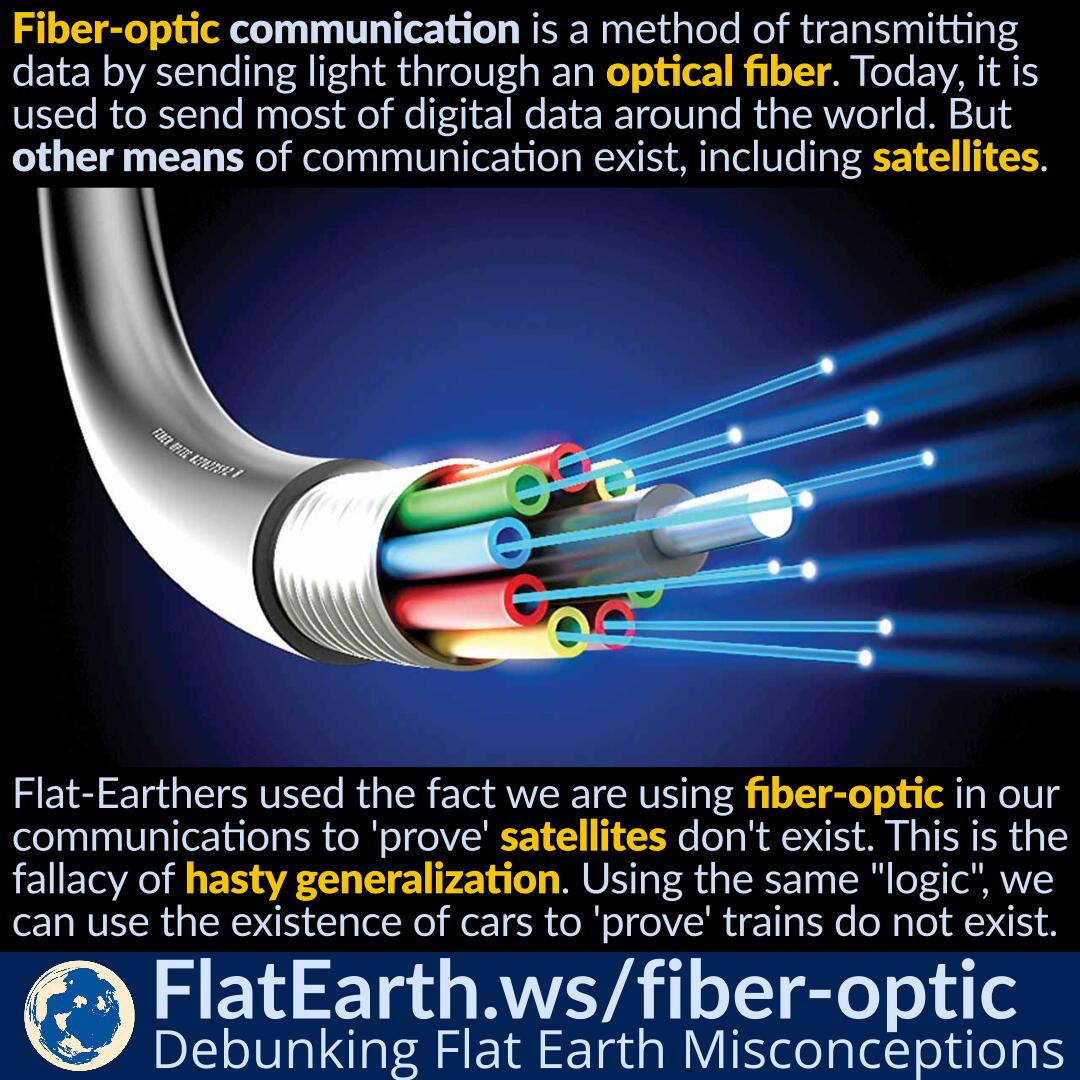 Fiber-optic communication is a method of transmitting
data by sending light through an optical fiber. Today, it is
used to send most of digital data around the world. But
other means of communication exist, including satellites.
Flat-Earthers used the fact we are using fiber-optic in our
communications to 'prove' satellites don't exist. This is the
fallacy of hasty generalization. Using the same "logic", we
can use the existence of cars to 'prove' trains do not exist.
FlatEarth.ws/fiber-optic
Debunking Flat Earth Misconceptions